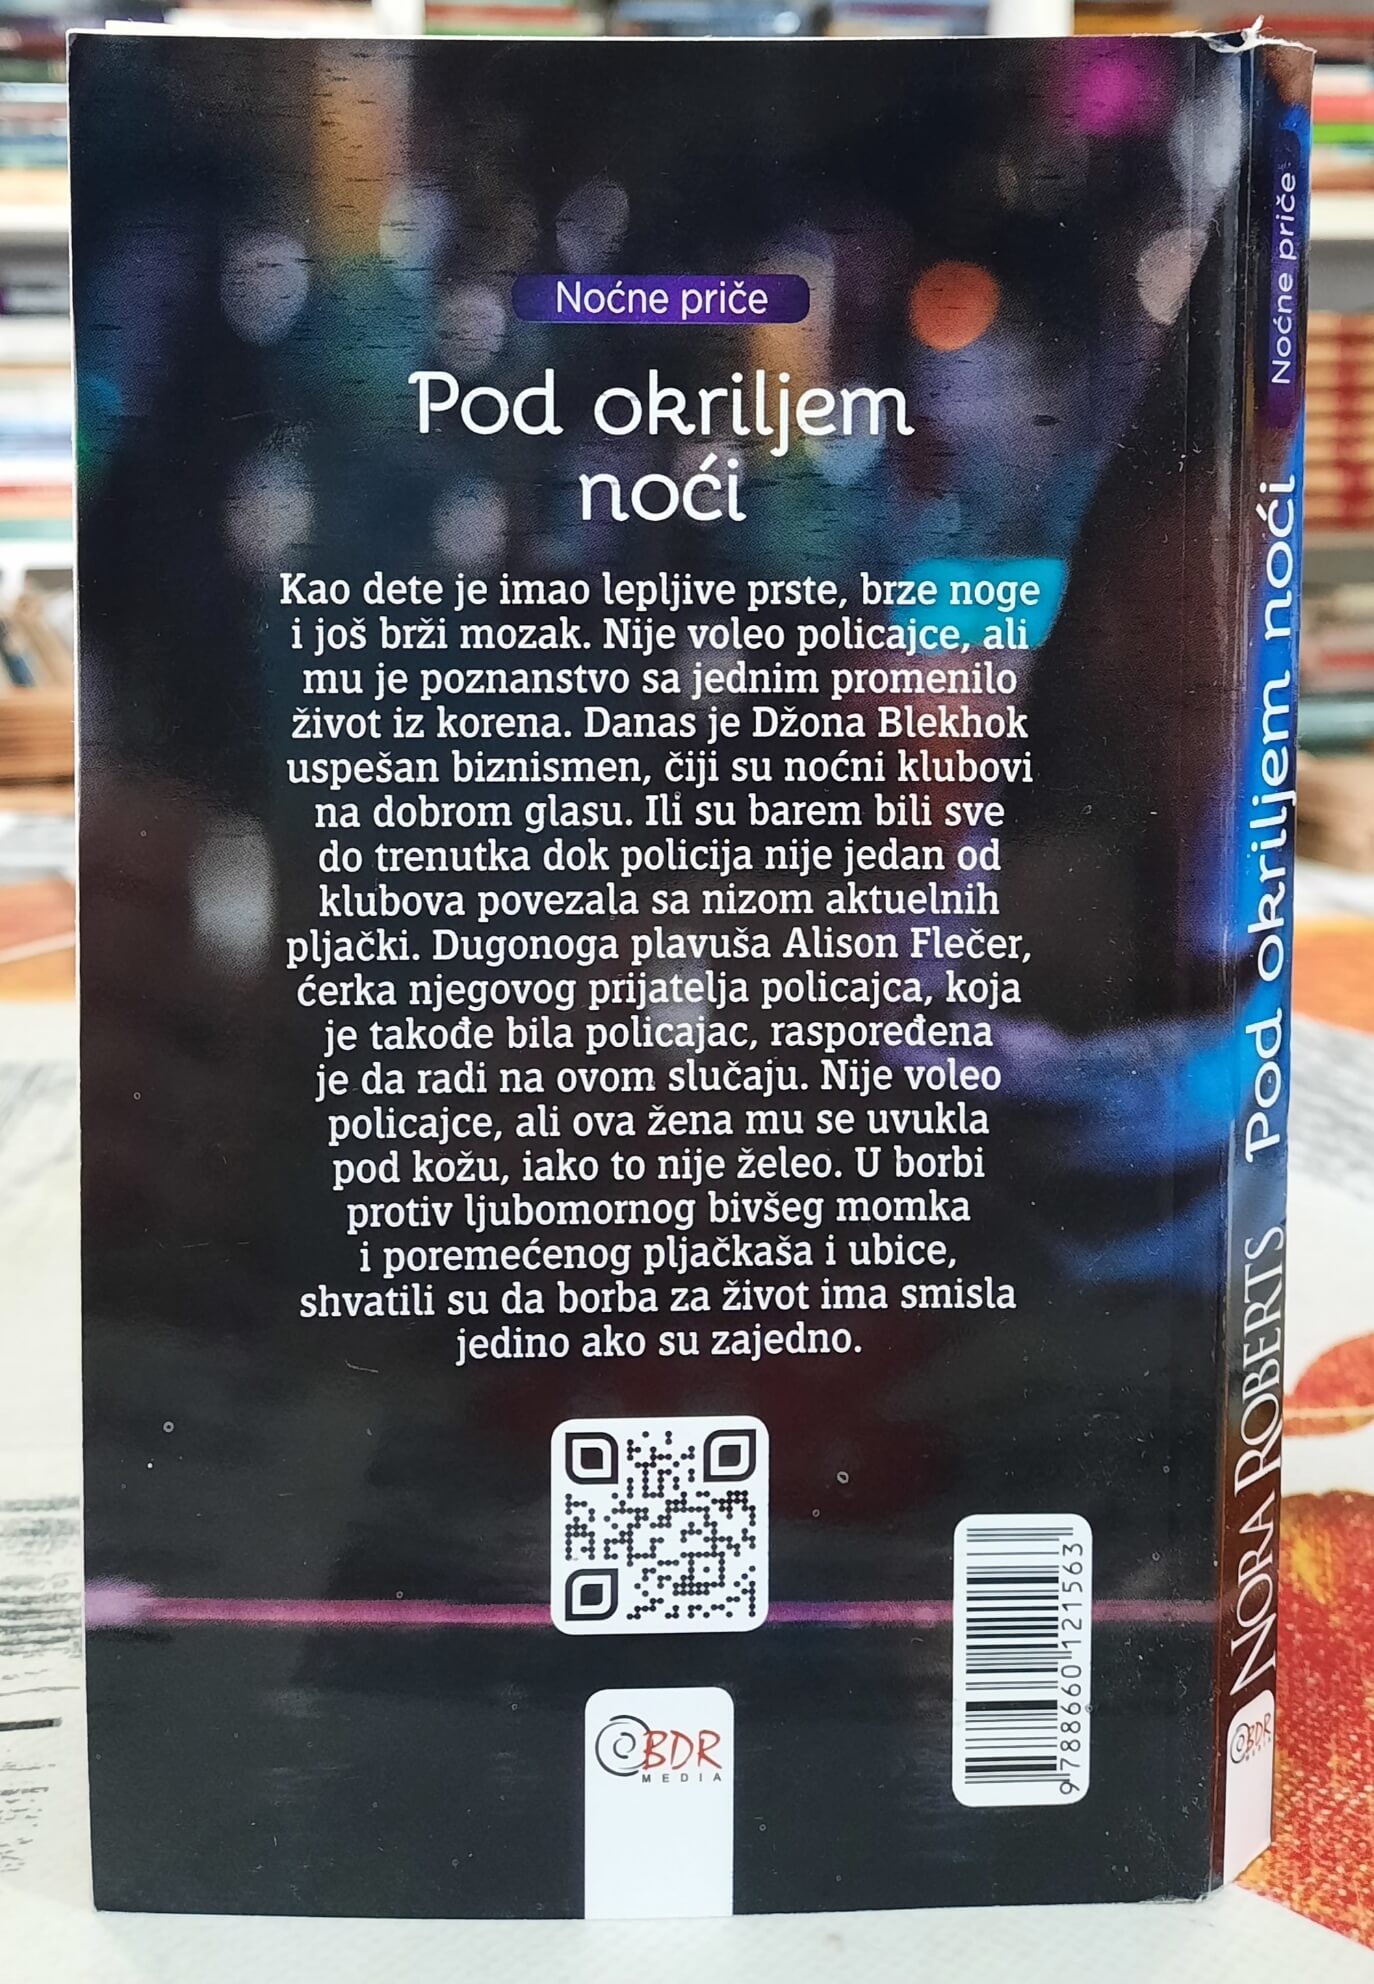 Noćne priče
Pod okriljem
noći
Kao dete je imao lepljive prste, brze noge
i još brži mozak. Nije voleo policajce, ali
mu je poznanstvo sa jednim promenilo
život iz korena. Danas je Džona Blekhok
uspešan biznismen, čiji su noćni klubovi
na dobrom glasu. Ili su barem bili sve
do trenutka dok policija nije jedan od
klubova povezala sa nizom aktuelnih
pljački. Dugonoga plavuša Alison Flečer,
ćerka njegovog prijatelja policajca, koja
je takođe bila policajac, raspoređena
je da radi na ovom slučaju. Nije voleo
policajce, ali ova žena mu se uvukla
pod kožu, iako to nije želeo. U borbi
protiv ljubomornog bivšeg momka
i poremećenog pljačkaša i ubice,
shvatili su da borba za život ima smisla
jedino ako su zajedno.
BDR
MEDIA
9788660121563
Noćne priče
Pod okriljem noći
NORA ROBERTS
BDR
MEDIA